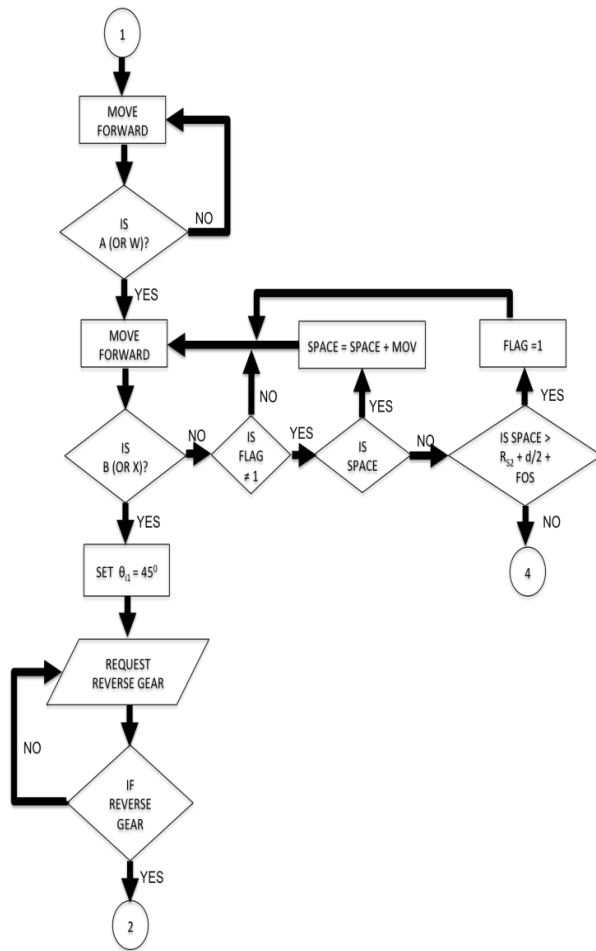 1
MOVE
FORWARD
IS
A (OR W)?
NO
YES
MOVE
FORWARD
SPACE = SPACE + MOV
FLAG =1
NO
YES
YES
IS
B (OR X)?
NO
IS
FLAG
≠ 1
YES
IS
SPACE
NO
IS SPACE >
RS2 + d/2 +
FOS
YES
NO
SET θi1 = 45⁰
4
REQUEST
REVERSE GEAR
NO
IF
REVERSE
GEAR
YES
2